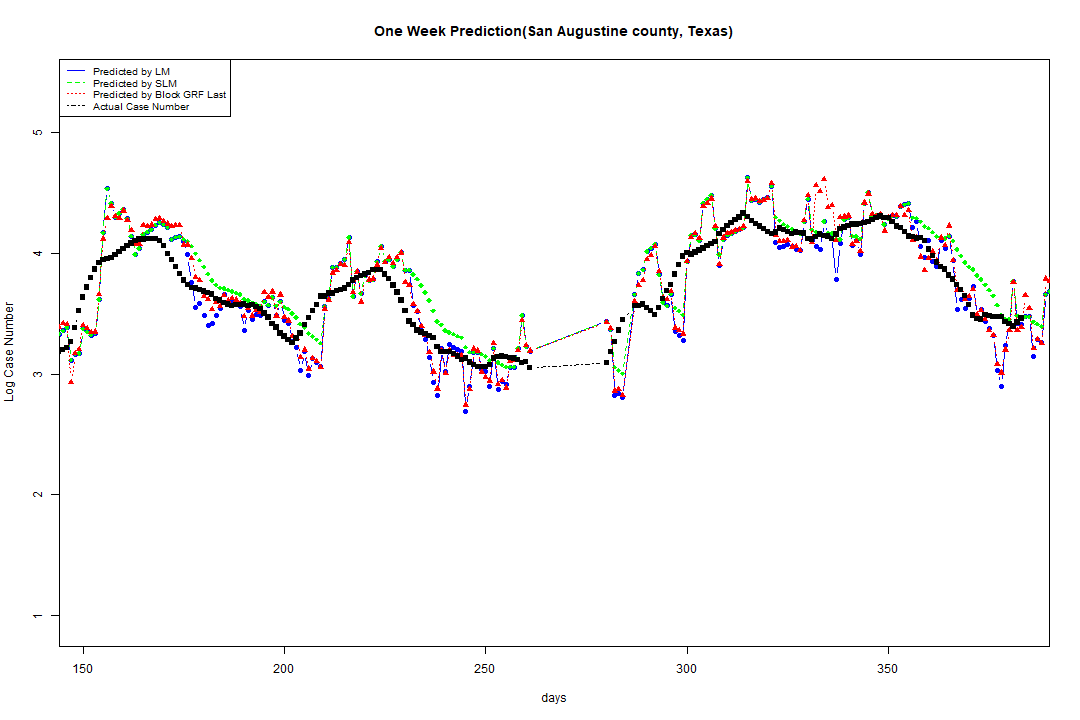 One Week Prediction(San Augustine county, Texas)
Predicted by LM
Predicted by SLM
Predicted by Block GRF Last
Actual Case Number
5
4
3
2
1
Log Case Number
150 200 250 300 350
days